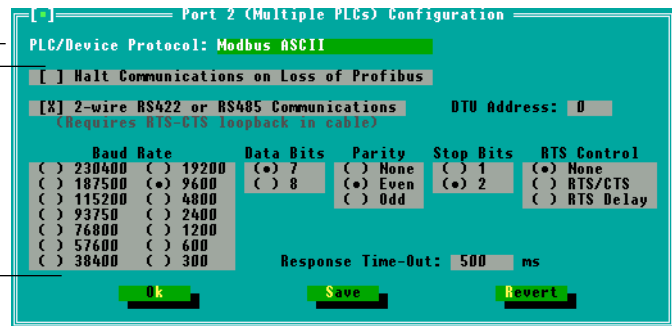 [▪] Port 2 (Multiple PLCs) Configuration
PLC/Device Protocol: Modbus ASCII
[ ] Halt Communications on Loss of Profibus
[X] 2-wire RS422 or RS485 Communications DTV Address: 0
(Requires RTS-CTS loopback in cable)
Baud Rate Data Bits Parity Stop Bits RTS Control
( ) 230400 ( ) 19200 (•) 7 ( ) None ( ) 1 (•) None
( ) 187500 (•) 9600 ( ) 8 (•) Even (•) 2 ( ) RTS/CTS
( ) 115200 ( ) 4800 ( ) Odd ( ) RTS Delay
( ) 93750 ( ) 2400
( ) 76800 ( ) 1200
( ) 57600 ( ) 600
( ) 38400 ( ) 300 Response Time-Out: 500 ms
Ok Save Revert